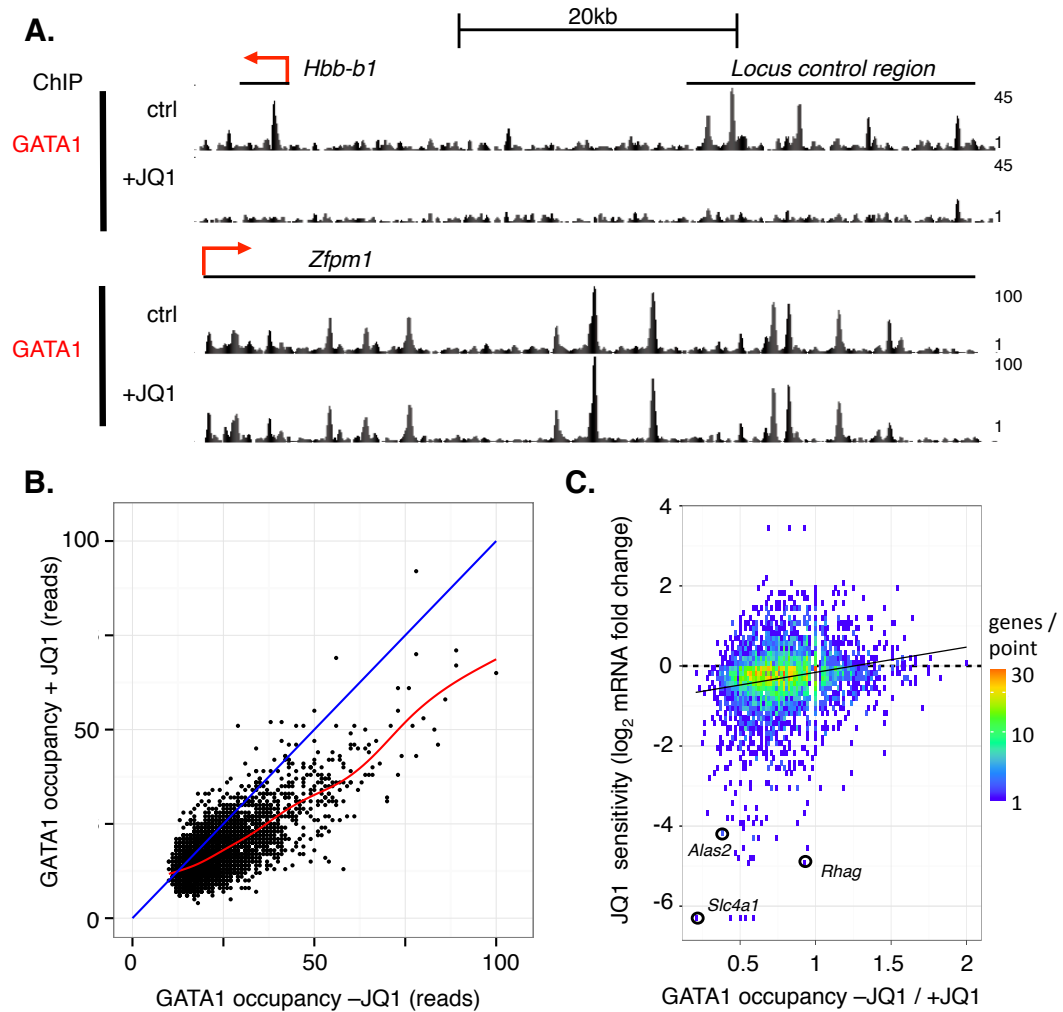 A.
20kb
Hbb-b1
Locus control region
ChIP
ctrl
45
GATA1
1
+JQ1
45
1
Zfpm1
ctrl
100
GATA1
1
+JQ1
100
1
B.
GATA1 occupancy + JQ1 (reads)
100
50
0
0
50
100
GATA1 occupancy –JQ1 (reads)
C.
JQ1 sensitivity (log2 mRNA fold change)
4
2
0
-2
-4
-6
Alas2
Rhag
Slc4a1
0.5
1
1.5
2
GATA1 occupancy –JQ1 / +JQ1
genes /
point
30
10
1